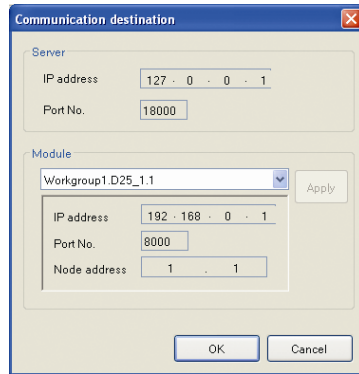 Communication destination
Server
IP address 127 . 0 . 0 . 1
Port No. 18000
Module
Workgroup1.D25_1.1
Apply
IP address 192 . 168 . 0 . 1
Port No. 8000
Node address 1 . 1
OK Cancel